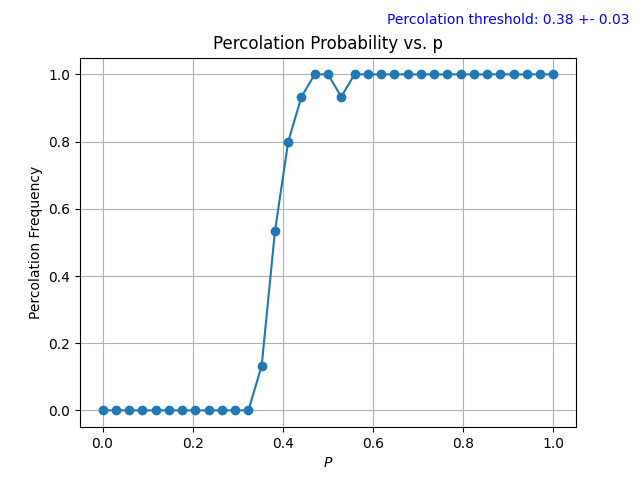 Percolation threshold: 0.38 +- 0.03
Percolation Probability vs. p
Percolation Frequency
1.0
0.8
0.6
0.4
0.2
0.0
0.0 0.2 0.4 0.6 0.8 1.0
P